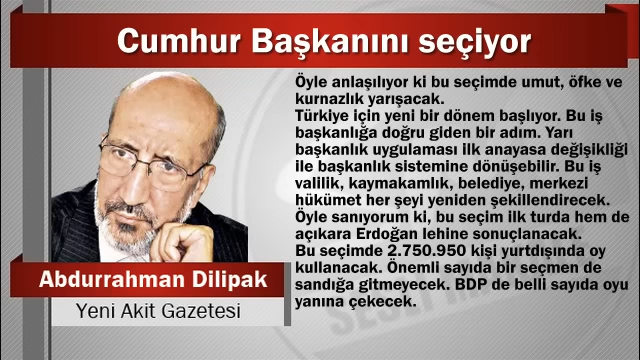 Cumhur Başkanını seçiyor
Öyle anlaşılıyor ki bu seçimde umut, öfke ve
kurnazlık yarışacak.
Türkiye için yeni bir dönem başlıyor. Bu iş
başkanlığa doğru giden bir adım. Yarı
başkanlık uygulaması ilk anayasa değişikliği
ile başkanlık sistemine dönüşebilir. Bu iş
valilik, kaymakamlık, belediye, merkezi
hükümet her şeyi yeniden şekillendirecek.
Öyle sanıyorum ki, bu seçim ilk turda hem de
açıkara Erdoğan lehine sonuçlanacak.
Bu seçimde 2.750.950 kişi yurtdışında oy
kullanacak. Önemli sayıda bir seçmen de
sandığa gitmeyecek. BDP de belli sayıda oyu
yanına çekecek.
Abdurrahman Dilipak
Yeni Akit Gazetesi